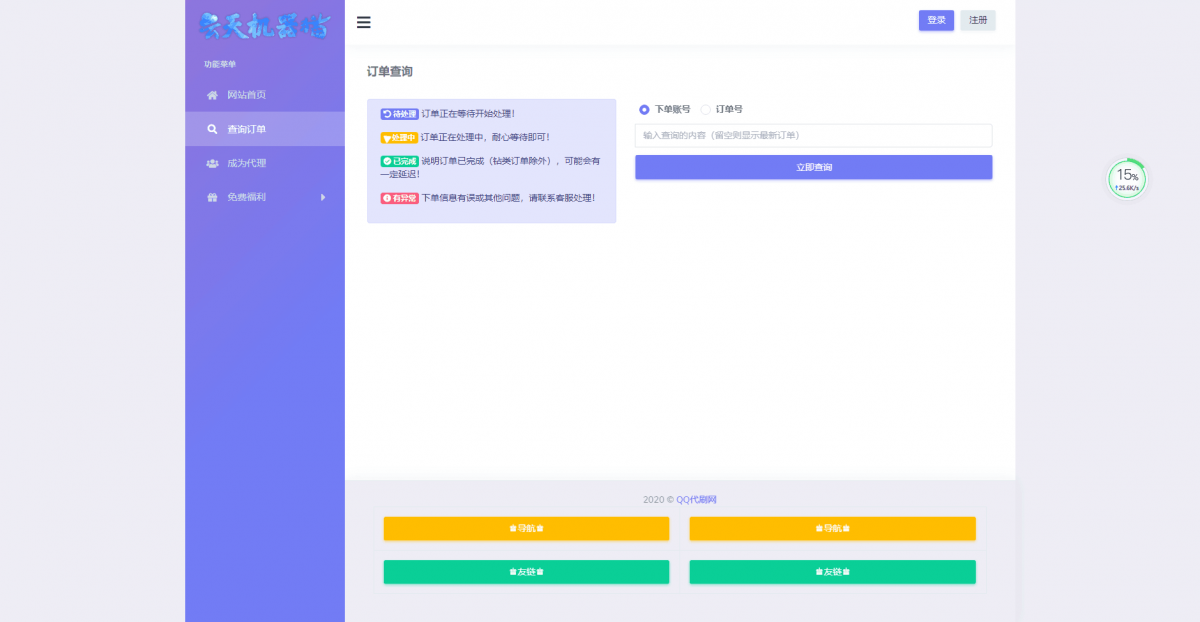 登录
注册
功能菜单
网站首页
查询订单
成为代理
免费福利
订单查询
待处理 订单正在等待开始处理！
处理中 订单正在处理中，耐心等待即可！
已完成 说明订单已完成（钻类订单除外），可能会有
一定延迟！
有异常 下单信息有误或其他问题，请联系客服处理！
下单账号 订单号
输入查询的内容（留空则显示最新订单）
立即查询
15%
↑25.6K/s
2020 © QQ代刷网
导航 导航
友链 友链